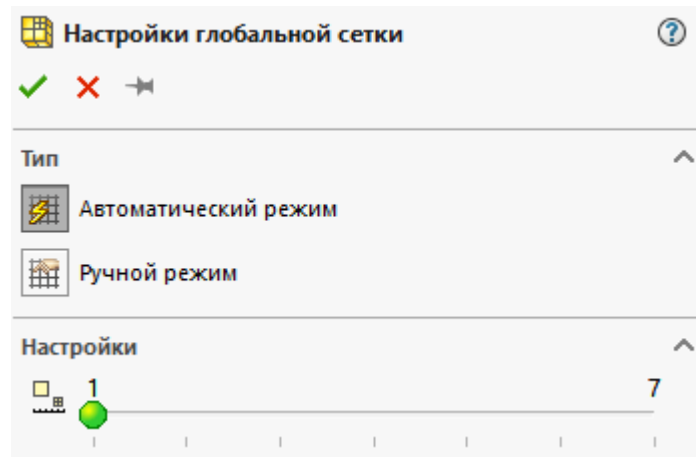 Настройки глобальной сетки
Тип
Автоматический режим
Ручной режим
Настройки
1 7